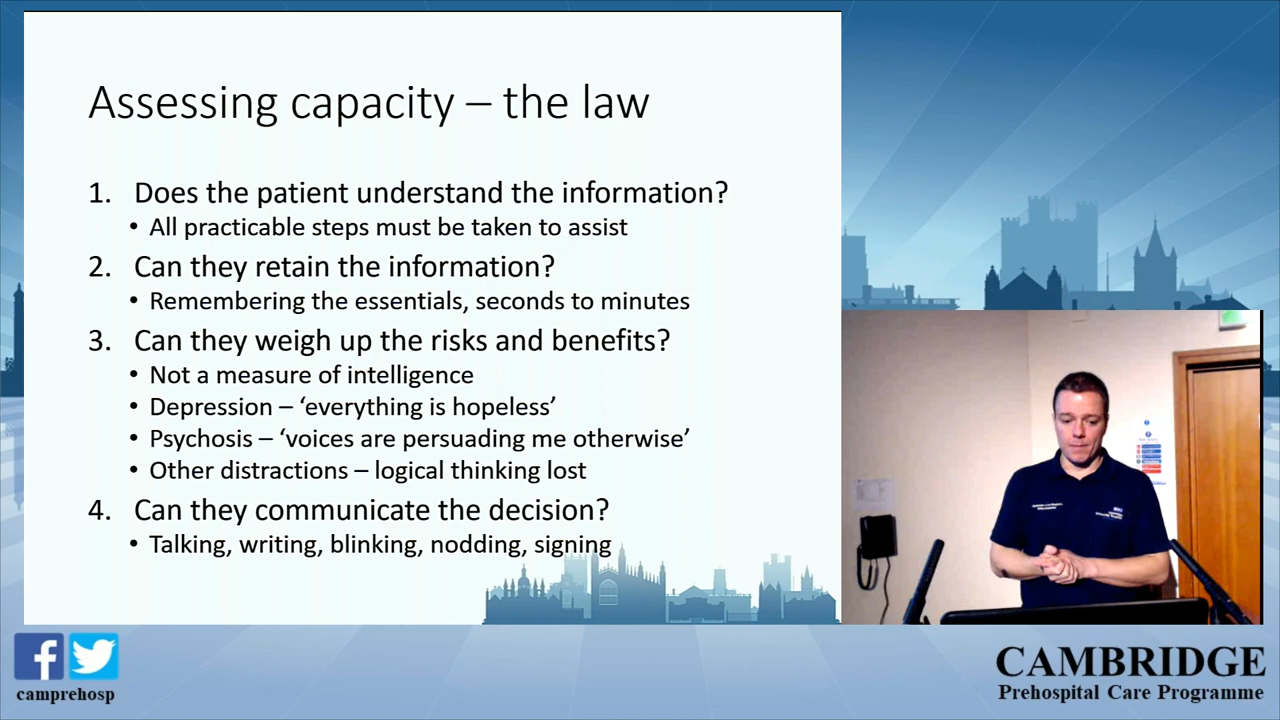 Assessing capacity – the law
1. Does the patient understand the information?
• All practicable steps must be taken to assist
2. Can they retain the information?
• Remembering the essentials, seconds to minutes
3. Can they weigh up the risks and benefits?
• Not a measure of intelligence
• Depression – ‘everything is hopeless’
• Psychosis – ‘voices are persuading me otherwise’
• Other distractions – logical thinking lost
4. Can they communicate the decision?
• Talking, writing, blinking, nodding, signing
camprehosp
CAMBRIDGE
Prehospital Care Programme